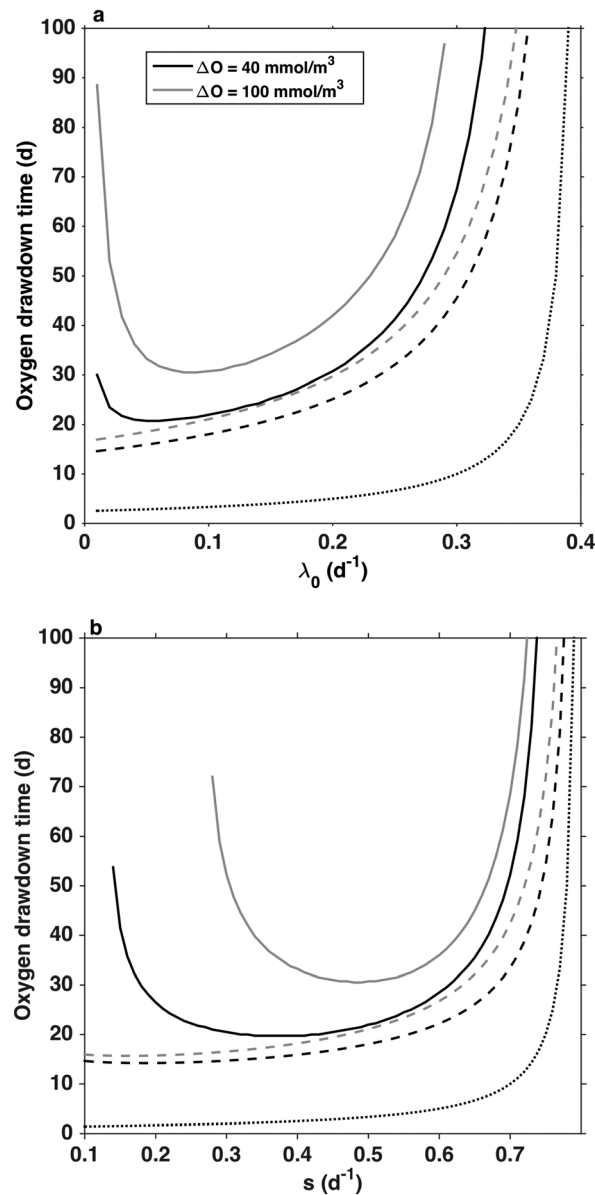 a
100
90
80
70
60
50
40
30
20
10
0
Oxygen drawdown time (d)
ΔO = 40 mmol/m³
ΔO = 100 mmol/m³
0 0.1 0.2 0.3 0.4
λ₀ (d⁻¹)
b
100
90
80
70
60
50
40
30
20
10
0
Oxygen drawdown time (d)
0.1 0.2 0.3 0.4 0.5 0.6 0.7
s (d⁻¹)